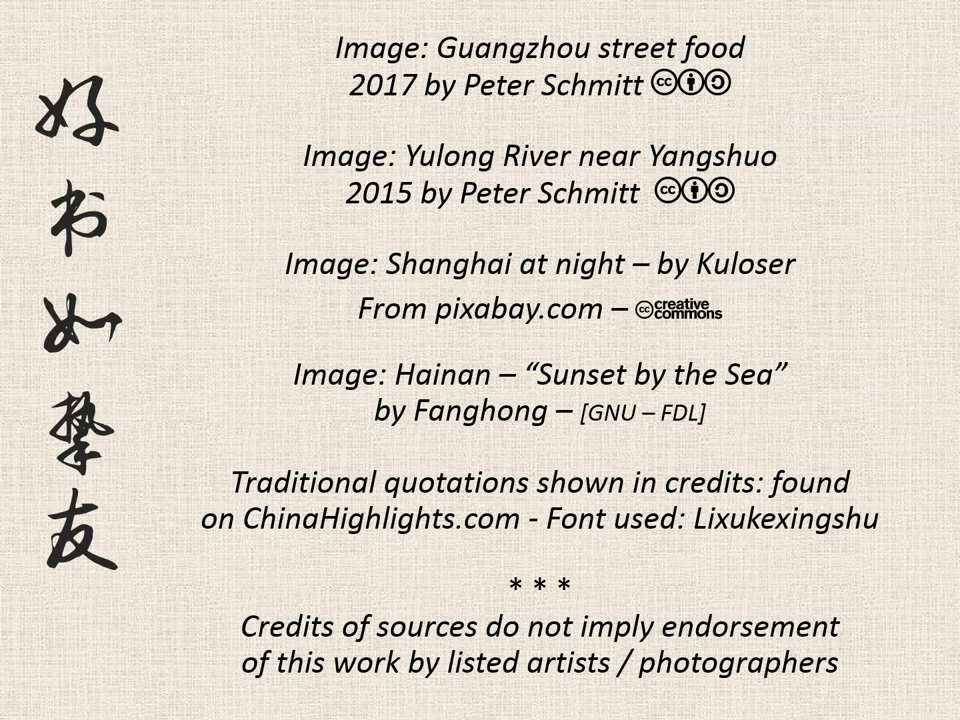 好
书
如
挚
友
Image: Guangzhou street food
2017 by Peter Schmitt cc
Image: Yulong River near Yangshuo
2015 by Peter Schmitt cc
Image: Shanghai at night – by Kuloser
From pixabay.com – cc creative commons
Image: Hainan – “Sunset by the Sea”
by Fanghong – [GNU – FDL]
Traditional quotations shown in credits: found
on ChinaHighlights.com - Font used: Lixukexingshu
* * *
Credits of sources do not imply endorsement
of this work by listed artists / photographers